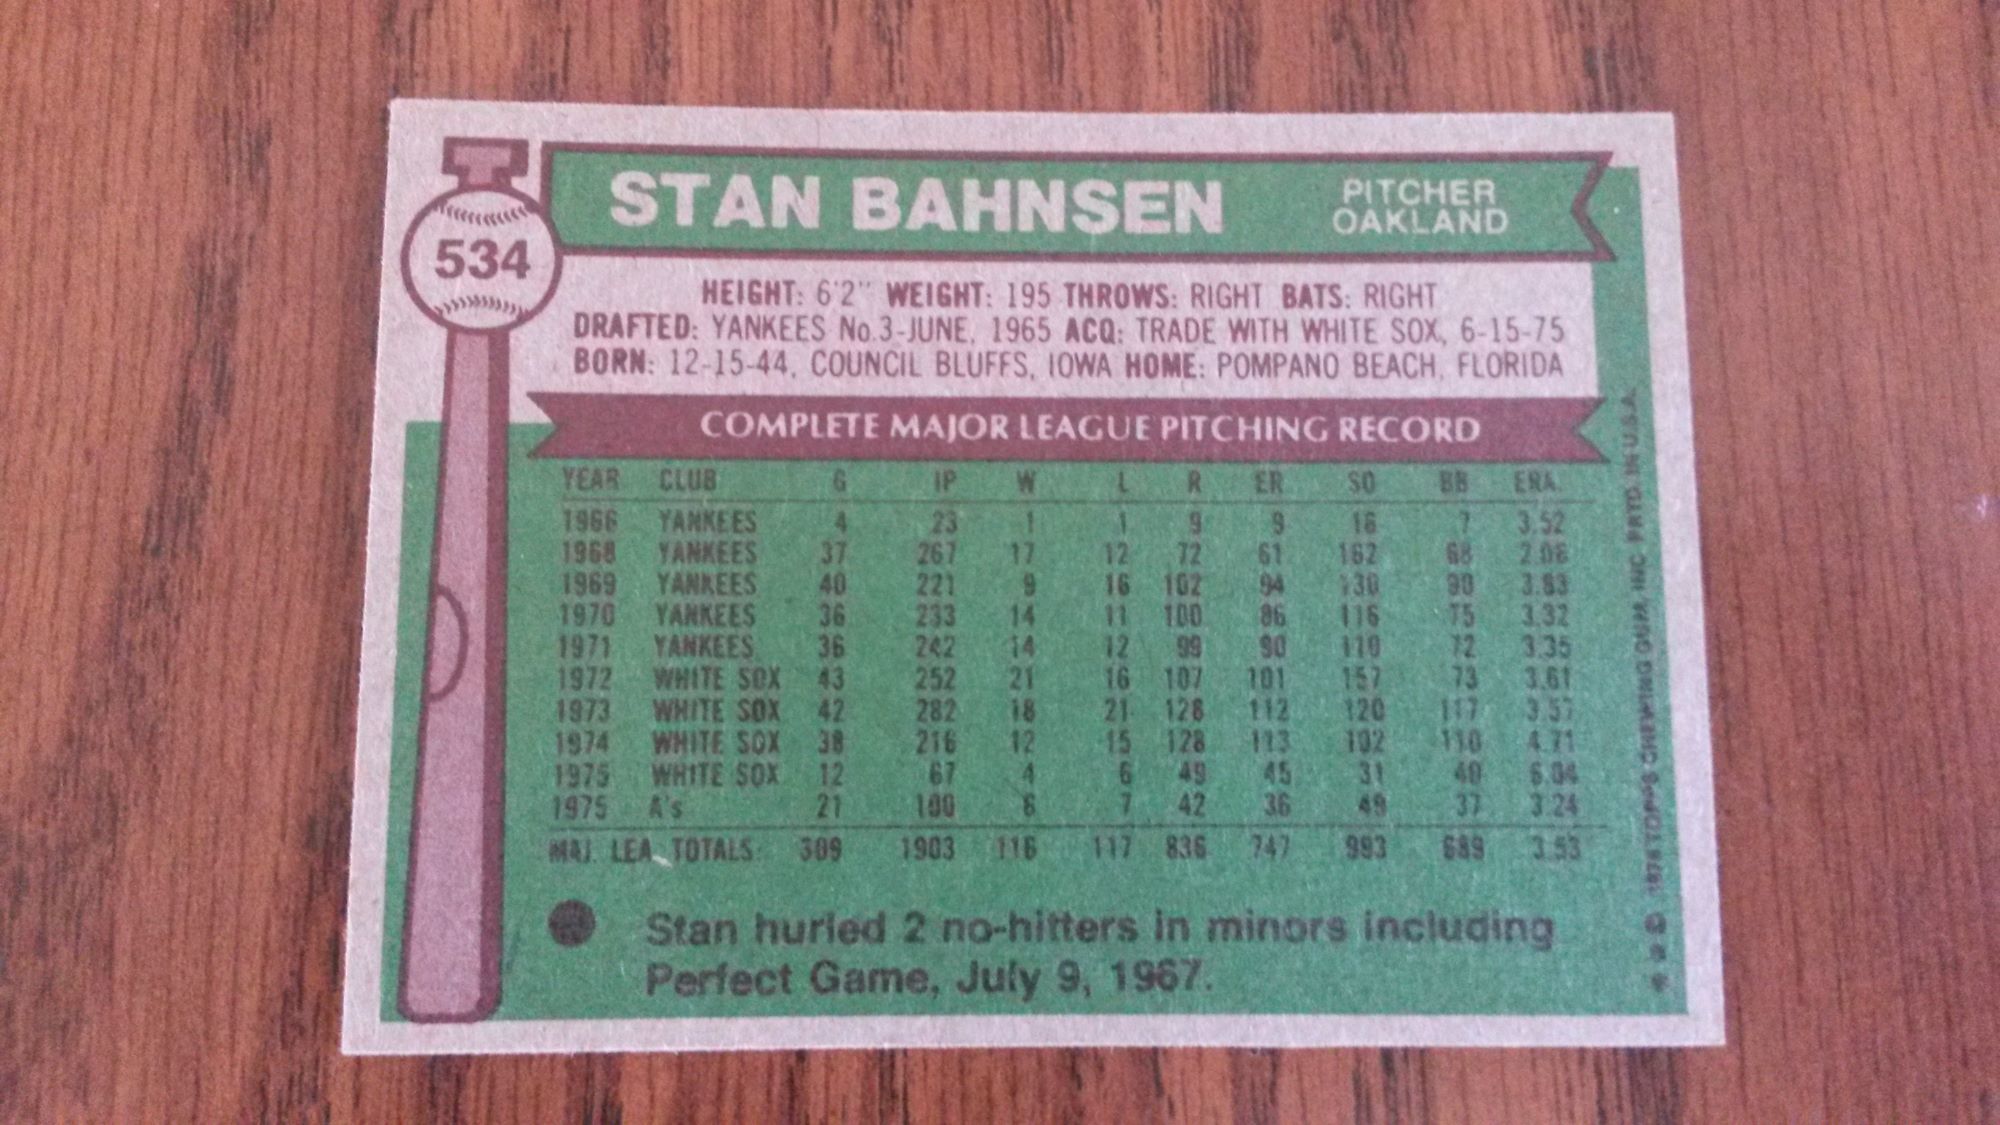 534
STAN BAHNSEN
PITCHER
OAKLAND
HEIGHT: 6'2" WEIGHT: 195 THROWS: RIGHT BATS: RIGHT
DRAFTED: YANKEES No.3-JUNE, 1965 ACQ: TRADE WITH WHITE SOX, 6-15-75
BORN: 12-15-44, COUNCIL BLUFFS, IOWA HOME: POMPANO BEACH, FLORIDA
COMPLETE MAJOR LEAGUE PITCHING RECORD
YEAR CLUB G IP W L R ER SO BB ERA
1966 YANKEES 4 23 1 1 9 9 16 7 3.52
1968 YANKEES 37 267 17 12 72 61 162 68 2.06
1969 YANKEES 40 221 9 16 102 94 130 90 3.83
1970 YANKEES 36 233 14 11 100 86 116 75 3.32
1971 YANKEES 36 242 14 12 99 90 110 72 3.35
1972 WHITE SOX 43 252 21 16 107 101 157 73 3.61
1973 WHITE SOX 42 282 18 21 128 112 120 117 3.57
1974 WHITE SOX 38 216 12 15 128 113 102 110 4.71
1975 WHITE SOX 12 67 4 6 49 45 31 40 6.04
1975 A's 21 100 6 7 42 36 49 37 3.24
MAJ. LEA. TOTALS 309 1903 116 117 836 747 993 689 3.53
Stan hurled 2 no-hitters in minors including
Perfect Game, July 9, 1967.
1976 TOPPS CHEWING GUM, INC. PRTD. IN U.S.A.